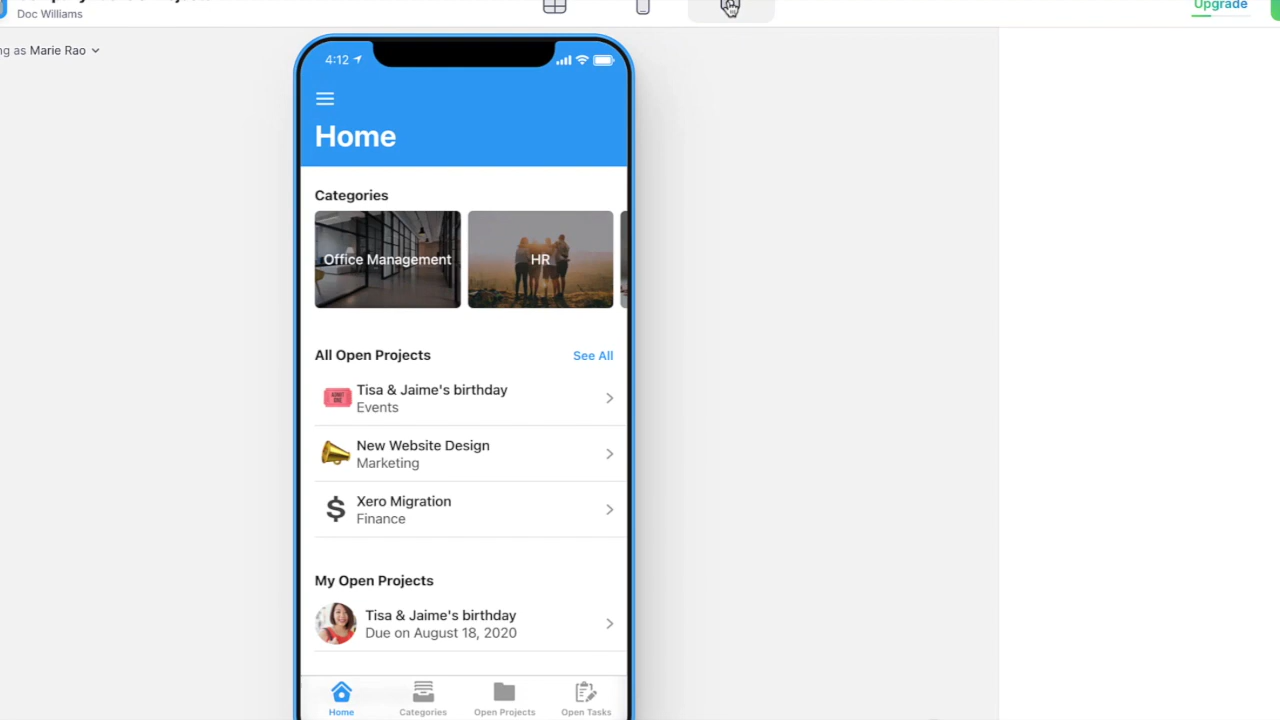 Doc Williams
Upgrade
ng as Marie Rao
4:12
Home
Categories
Office Management
HR
All Open Projects
See All
Tisa & Jaime's birthday
Events
New Website Design
Marketing
Xero Migration
Finance
My Open Projects
Tisa & Jaime's birthday
Due on August 18, 2020
Home
Categories
Open Projects
Open Tasks